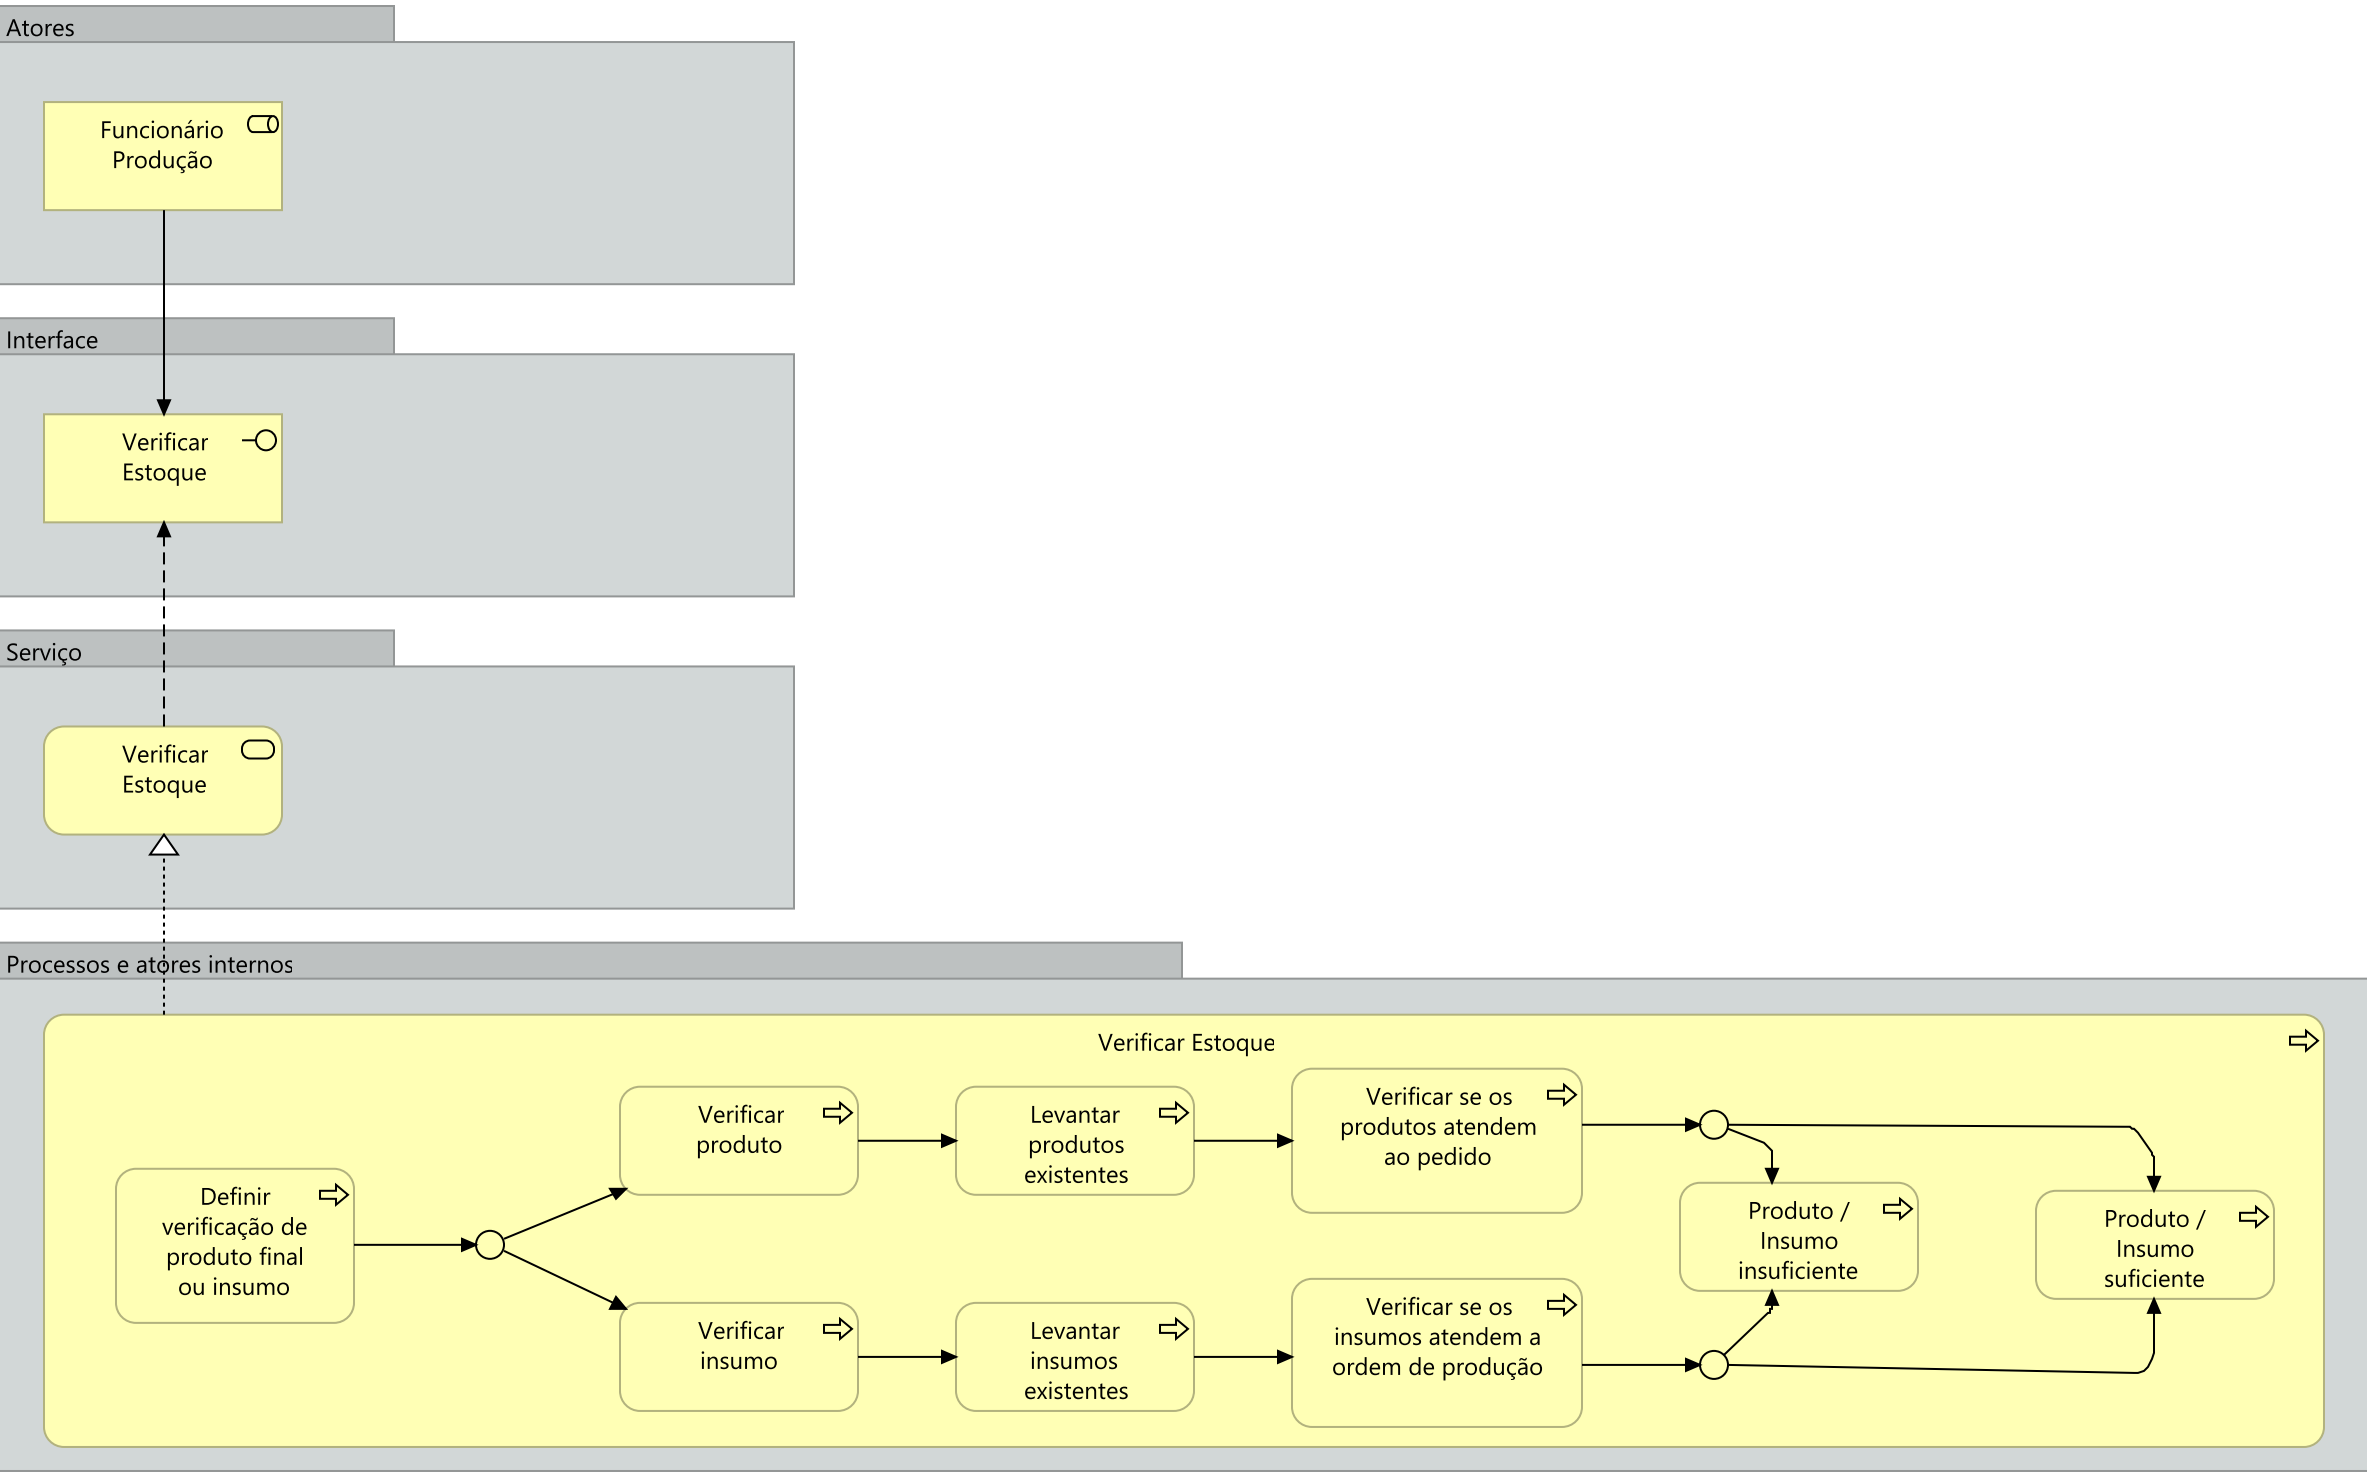 Atores
Funcionário
Produção
Interface
Verificar
Estoque
Serviço
Verificar
Estoque
Processos e atores internos
Verificar Estoque
Definir
verificação de
produto final
ou insumo
Verificar
produto
Levantar
produtos
existentes
Verificar se os
produtos atendem
ao pedido
Verificar
insumo
Levantar
insumos
existentes
Verificar se os
insumos atendem a
ordem de produção
Produto /
Insumo
insuficiente
Produto /
Insumo
suficiente